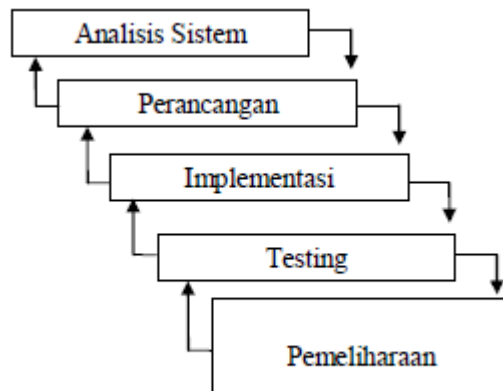 Analisis Sistem
Perancangan
Implementasi
Testing
Pemeliharaan